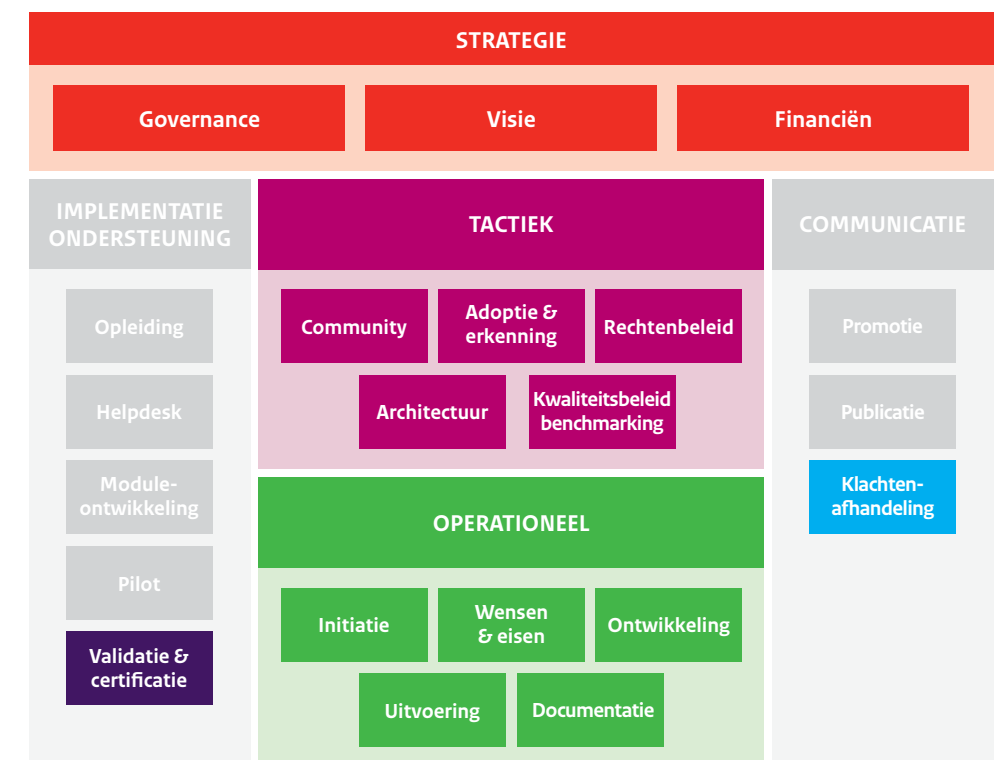 STRATEGIE
Governance
Visie
Financiën
IMPLEMENTATIE
ONDERSTEUNING
Opleiding
Helpdesk
Module-
ontwikkeling
Pilot
Validatie &
certificatie
TACTIEK
Community
Adoptie &
erkenning
Rechtenbeleid
Architectuur
Kwaliteitsbeleid
benchmarking
OPERATIONEEL
Initiatie
Wensen
& eisen
Ontwikkeling
Uitvoering
Documentatie
COMMUNICATIE
Promotie
Publicatie
Klachten-
afhandeling